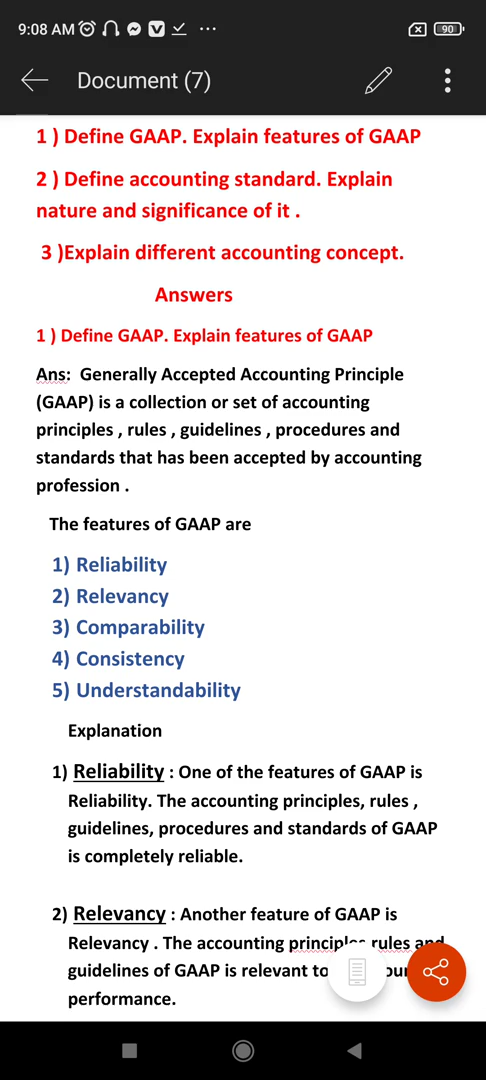 9:08 AM
90
Document (7)
1 ) Define GAAP. Explain features of GAAP
2 ) Define accounting standard. Explain
nature and significance of it .
3 )Explain different accounting concept.
Answers
1 ) Define GAAP. Explain features of GAAP
Ans:  Generally Accepted Accounting Principle
(GAAP) is a collection or set of accounting
principles , rules , guidelines , procedures and
standards that has been accepted by accounting
profession .
The features of GAAP are
1) Reliability
2) Relevancy
3) Comparability
4) Consistency
5) Understandability
Explanation
1) Reliability : One of the features of GAAP is
Reliability. The accounting principles, rules ,
guidelines, procedures and standards of GAAP
is completely reliable.
2) Relevancy : Another feature of GAAP is
Relevancy . The accounting principles rules and
guidelines of GAAP is relevant to
performance.